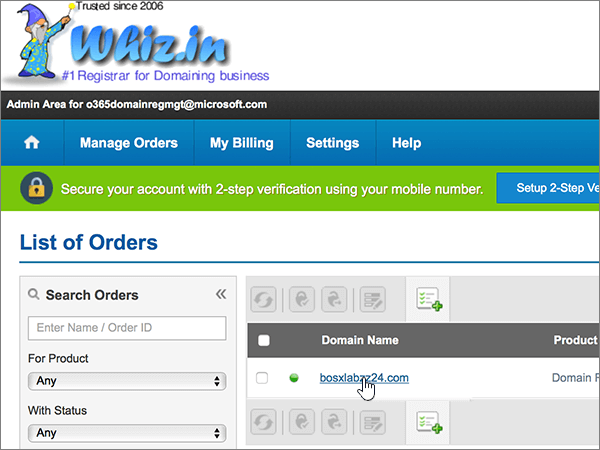 Trusted since 2006
Whiz.in
#1 Registrar for Domaining business
Admin Area for o365domainregmgt@microsoft.com
Manage Orders
My Billing
Settings
Help
Secure your account with 2-step verification using your mobile number.
Setup 2-Step Ve
List of Orders
Search Orders
Enter Name / Order ID
For Product
Any
With Status
Any
Domain Name
Product
bosxlabzz24.com
Domain R